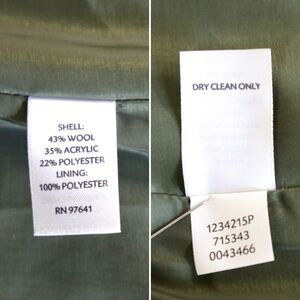 SHELL:
43% WOOL
35% ACRYLIC
22% POLYESTER
LINING:
100% POLYESTER
RN 97641
DRY CLEAN ONLY
1234215P
715343
0043466